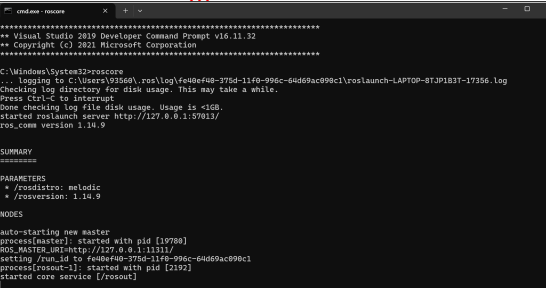 cmd.exe - roscore
**********************************************************************
** Visual Studio 2019 Developer Command Prompt v16.11.32
** Copyright (c) 2021 Microsoft Corporation
**********************************************************************
C:\Windows\System32>roscore
... logging to C:\Users\93560\.ros\log\fe40ef40-375d-11f0-996c-64d69ac090c1\roslaunch-LAPTOP-8TJP1B3T-17356.log
Checking log directory for disk usage. This may take a while.
Press Ctrl-C to interrupt
Done checking log file disk usage. Usage is <1GB.
started roslaunch server http://127.0.0.1:57013/
ros_comm version 1.14.9
SUMMARY
========
PARAMETERS
* /rosdistro: melodic
* /rosversion: 1.14.9
NODES
auto-starting new master
process[master]: started with pid [19780]
ROS_MASTER_URI=http://127.0.0.1:11311/
setting /run_id to fe40ef40-375d-11f0-996c-64d69ac090c1
process[rosout-1]: started with pid [2192]
started core service [/rosout]